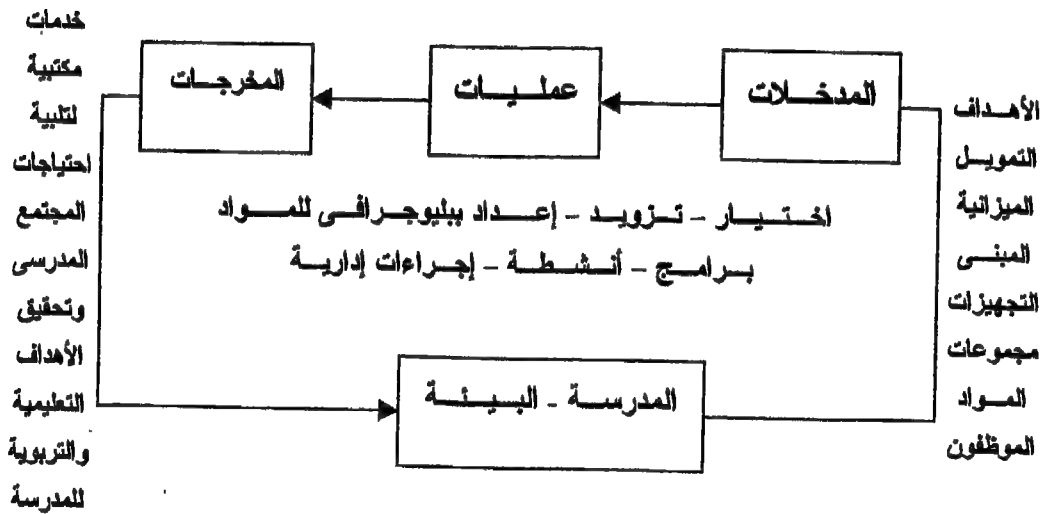 المدخلات
عمليات
المخرجات
الأهداف
التمويل
الميزانية
المبنى
التجهيزات
مجموعات
المواد
الموظفون
اختيار - تزويد - إعداد ببليوجرافى للمواد
برامج - أنشطة - إجراءات إدارية
خدمات
مكتبية
لتلبية
احتياجات
المجتمع
المدرسى
وتحقيق
الأهداف
التعليمية
والتربوية
للمدرسة
المدرسة - البيئة